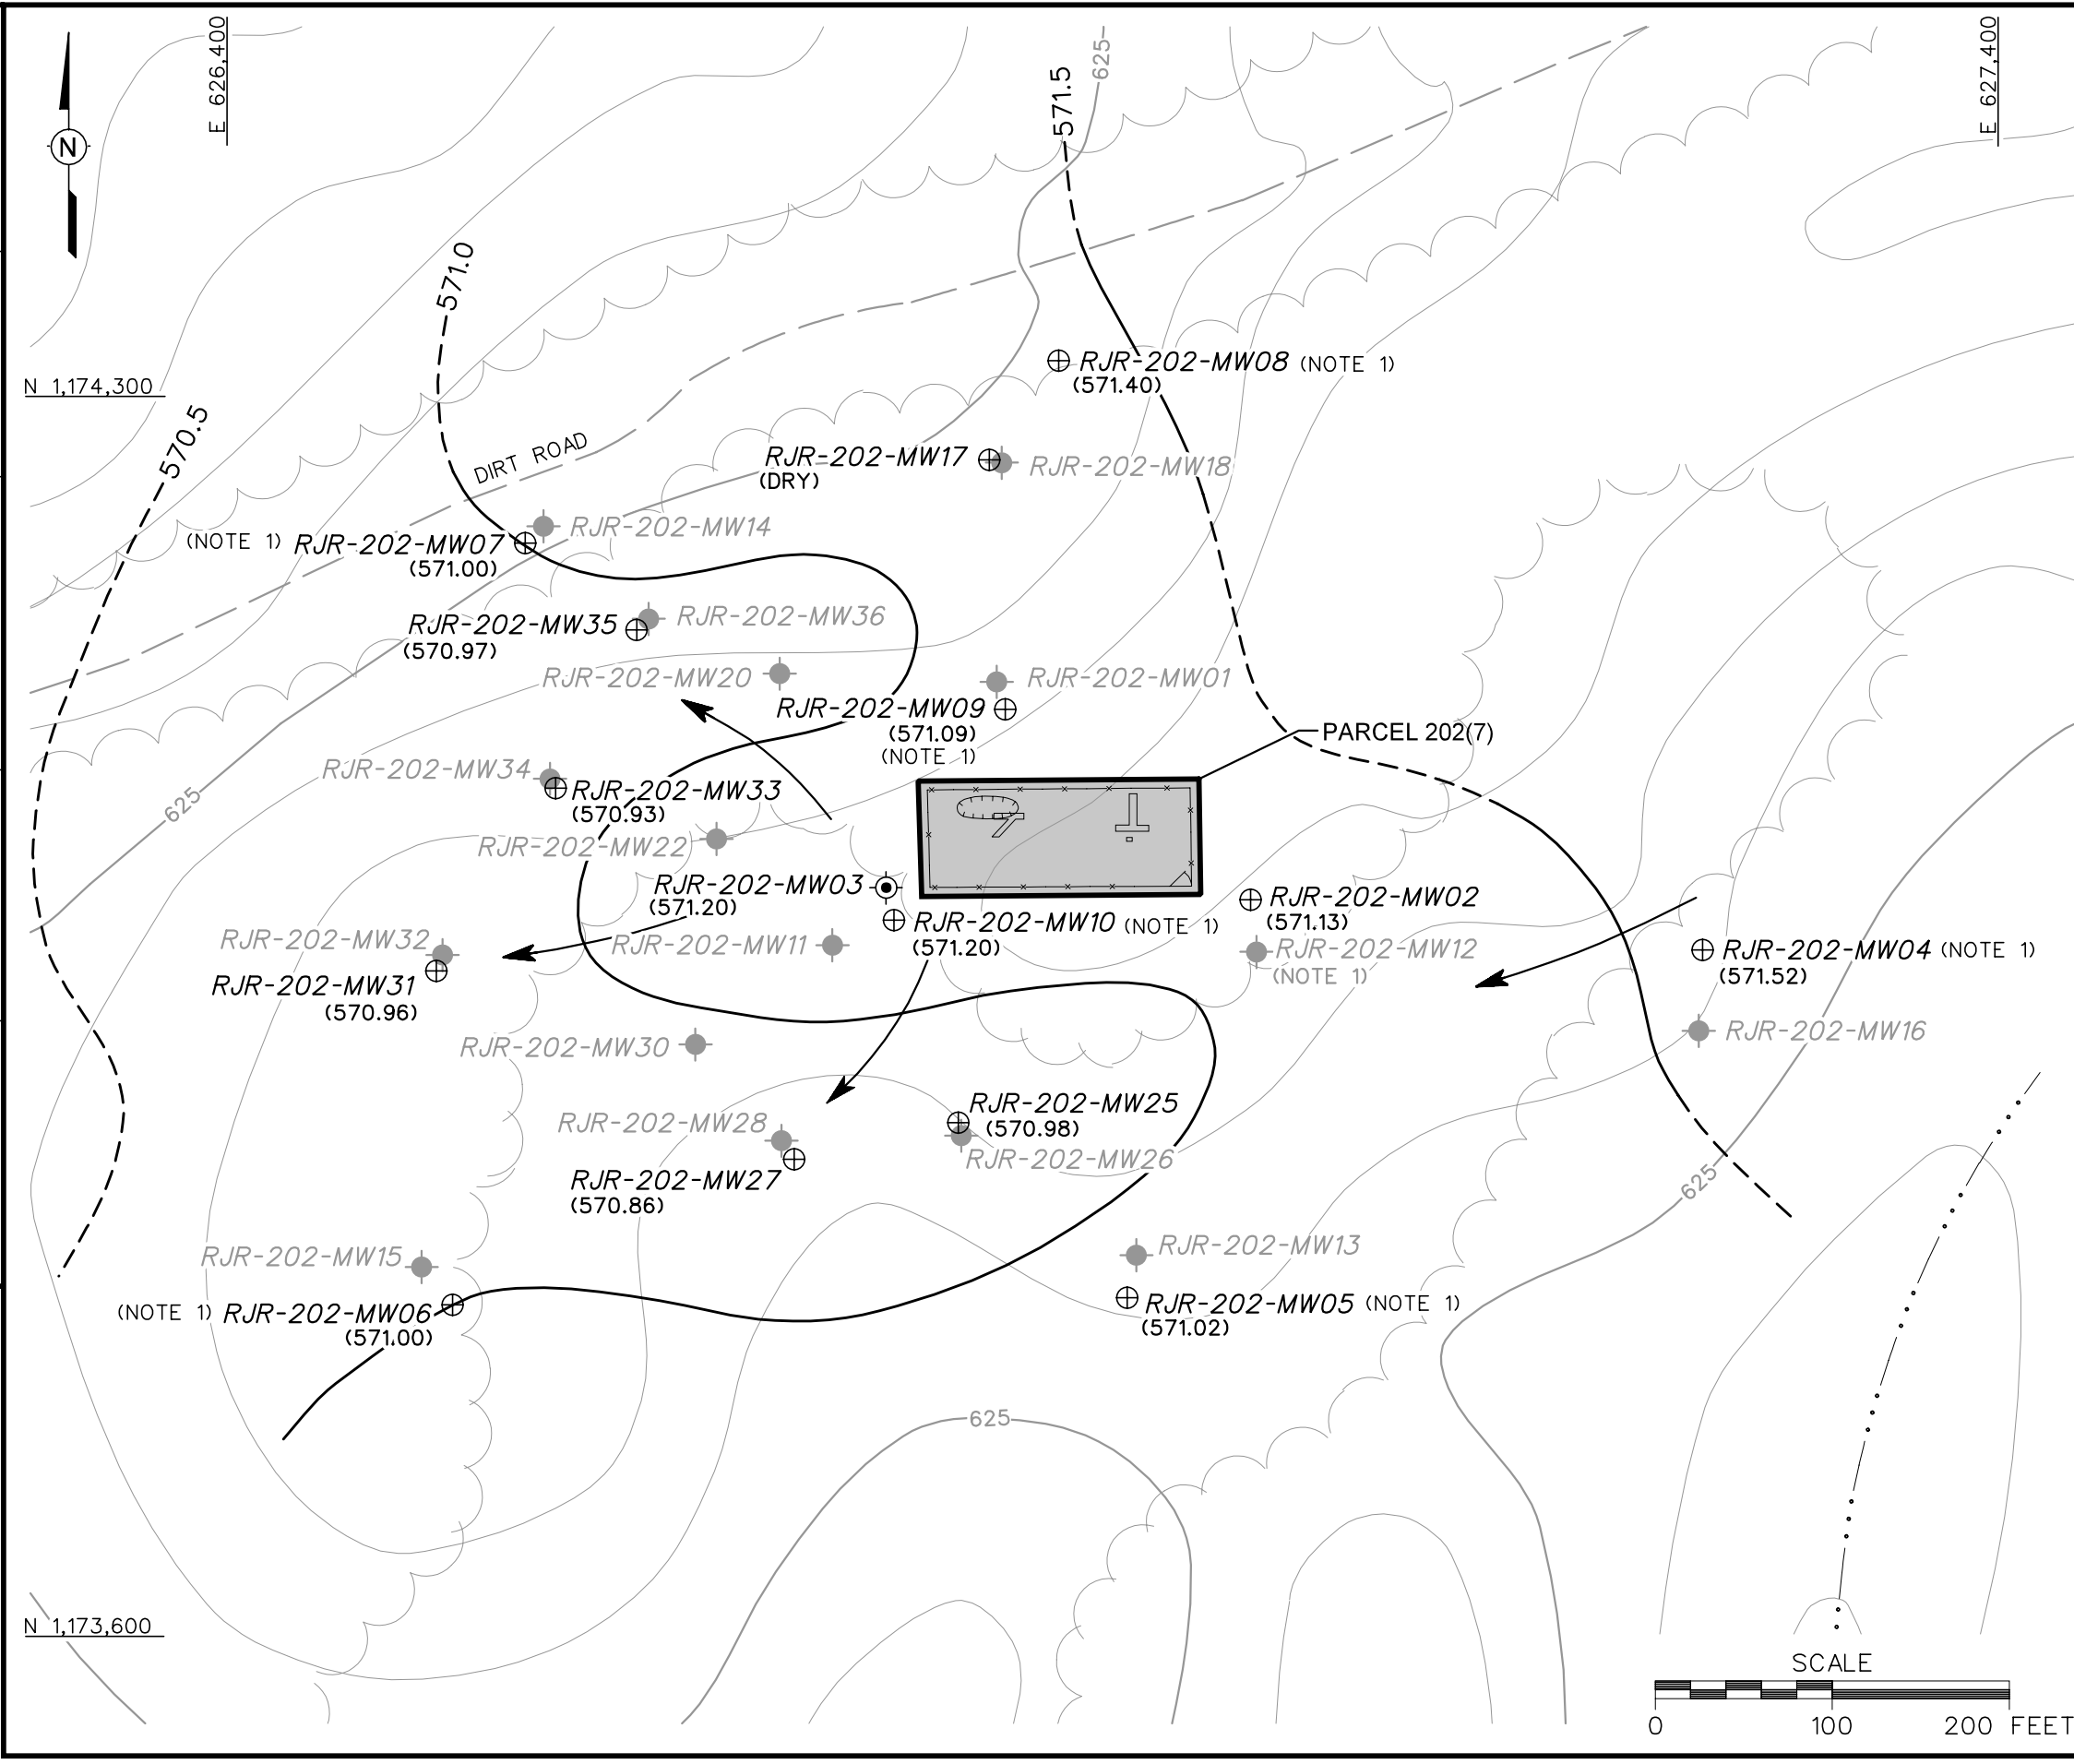 E 626,400
E 627,400
625
571.5
N
571.0
RJR-202-MW08 (NOTE 1)
(571.40)
N 1,174,300
570.5
DIRT ROAD
RJR-202-MW17
(DRY)
RJR-202-MW18
RJR-202-MW14
(NOTE 1) RJR-202-MW07
(571.00)
RJR-202-MW36
RJR-202-MW35
(570.97)
RJR-202-MW20
RJR-202-MW01
RJR-202-MW09
(571.09)
(NOTE 1)
PARCEL 202(7)
RJR-202-MW34
RJR-202-MW33
(570.93)
625
RJR-202-MW22
RJR-202-MW03
(571.20)
RJR-202-MW02
(571.13)
RJR-202-MW10 (NOTE 1)
(571.20)
RJR-202-MW32
RJR-202-MW11
RJR-202-MW12
(NOTE 1)
RJR-202-MW04 (NOTE 1)
(571.52)
RJR-202-MW31
(570.96)
RJR-202-MW16
RJR-202-MW30
RJR-202-MW25
(570.98)
RJR-202-MW28
RJR-202-MW26
RJR-202-MW27
(570.86)
625
RJR-202-MW15
RJR-202-MW13
(NOTE 1) RJR-202-MW06
(571.00)
RJR-202-MW05 (NOTE 1)
(571.02)
625
N 1,173,600
SCALE
0 100 200 FEET